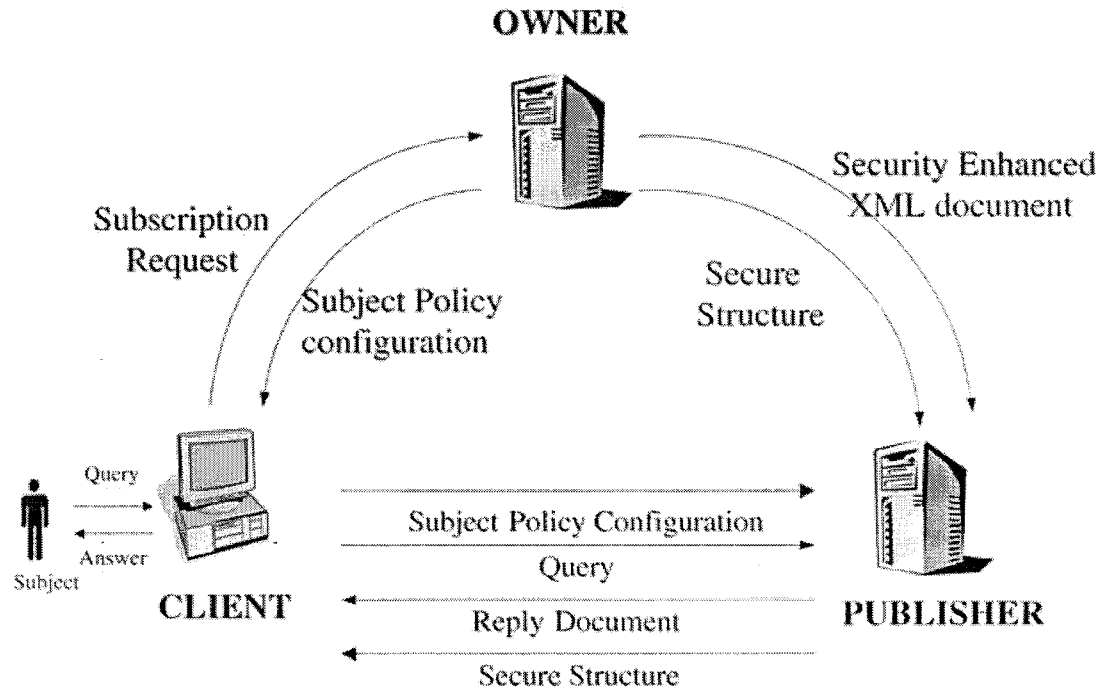 OWNER
Security Enhanced
XML document
Subscription
Request
Secure
Structure
Subject Policy
configuration
Query
Answer
Subject
CLIENT
Subject Policy Configuration
Query
Reply Document
Secure Structure
PUBLISHER